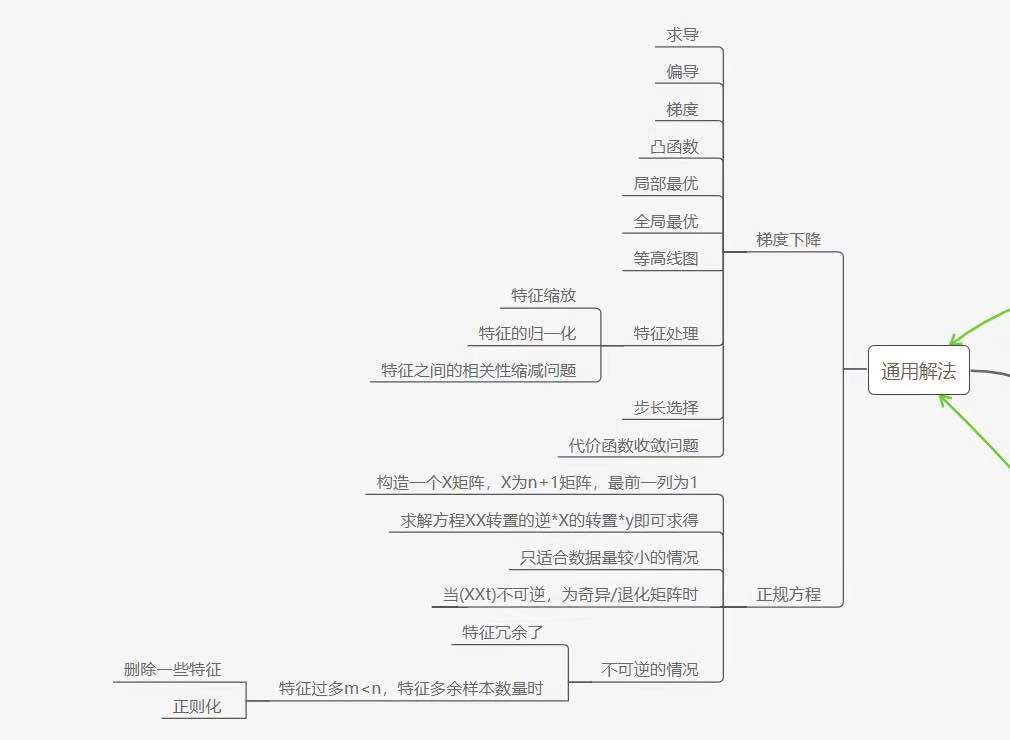 求导
偏导
梯度
凸函数
局部最优
全局最优
梯度下降
等高线图
特征缩放
特征的归一化
特征处理
特征之间的相关性缩减问题
通用解法
步长选择
代价函数收敛问题
构造一个X矩阵，X为n+1矩阵，最前一列为1
求解方程XX转置的逆*X的转置*y即可求得
只适合数据量较小的情况
当(XXt)不可逆，为奇异/退化矩阵时
正规方程
特征冗余了
不可逆的情况
删除一些特征
特征过多m<n，特征多余样本数量时
正则化